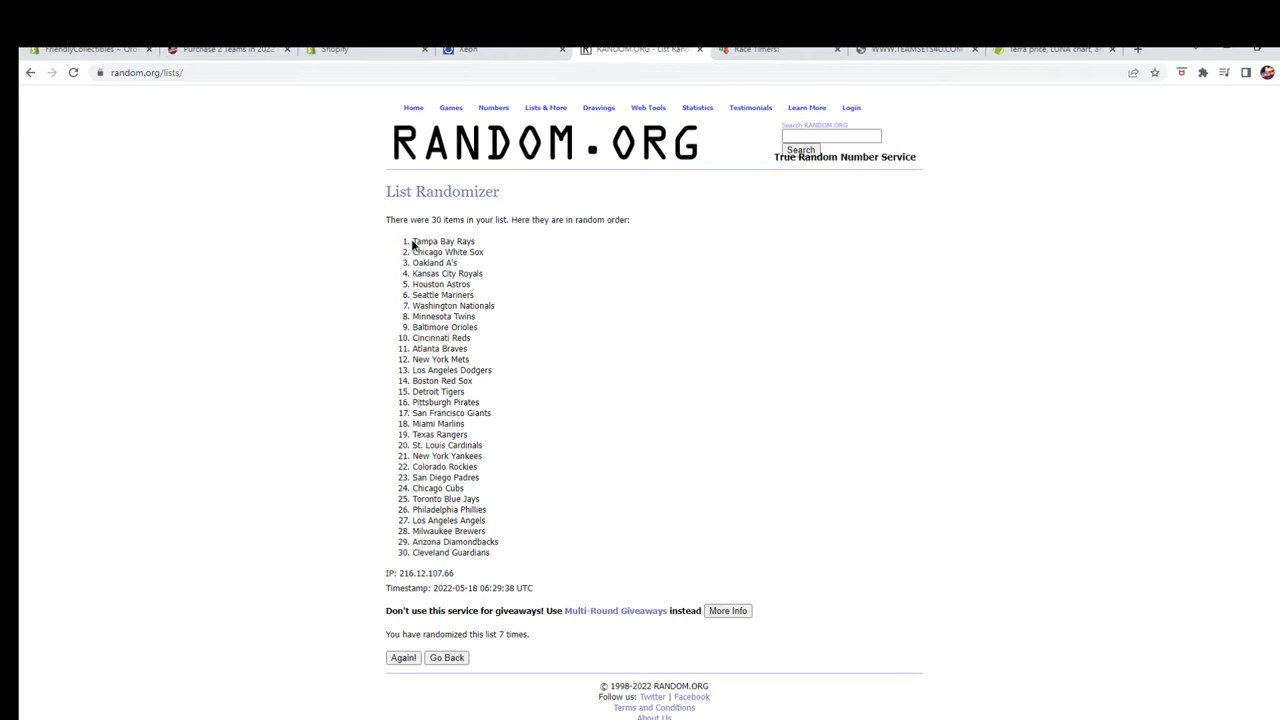 FriendlyCollectibles – Orb
Purchase 2 Teams in 2022
Shopify
Xeon
RANDOM.ORG - List Rand
Race Timers!
WWW.TEAMSETS4U.COM
Terra price, LUNA chart, an
random.org/lists/
Home Games Numbers Lists & More Drawings Web Tools Statistics Testimonials Learn More Login
RANDOM.ORG
Search RANDOM.ORG
Search
True Random Number Service
List Randomizer
There were 30 items in your list. Here they are in random order:
1. Tampa Bay Rays
2. Chicago White Sox
3. Oakland A's
4. Kansas City Royals
5. Houston Astros
6. Seattle Mariners
7. Washington Nationals
8. Minnesota Twins
9. Baltimore Orioles
10. Cincinnati Reds
11. Atlanta Braves
12. New York Mets
13. Los Angeles Dodgers
14. Boston Red Sox
15. Detroit Tigers
16. Pittsburgh Pirates
17. San Francisco Giants
18. Miami Marlins
19. Texas Rangers
20. St. Louis Cardinals
21. New York Yankees
22. Colorado Rockies
23. San Diego Padres
24. Chicago Cubs
25. Toronto Blue Jays
26. Philadelphia Phillies
27. Los Angeles Angels
28. Milwaukee Brewers
29. Arizona Diamondbacks
30. Cleveland Guardians
IP: 216.12.107.66
Timestamp: 2022-05-18 06:29:38 UTC
Don't use this service for giveaways! Use Multi-Round Giveaways instead More Info
You have randomized this list 7 times.
Again! Go Back
© 1998-2022 RANDOM.ORG
Follow us: Twitter | Facebook
Terms and Conditions
About Us